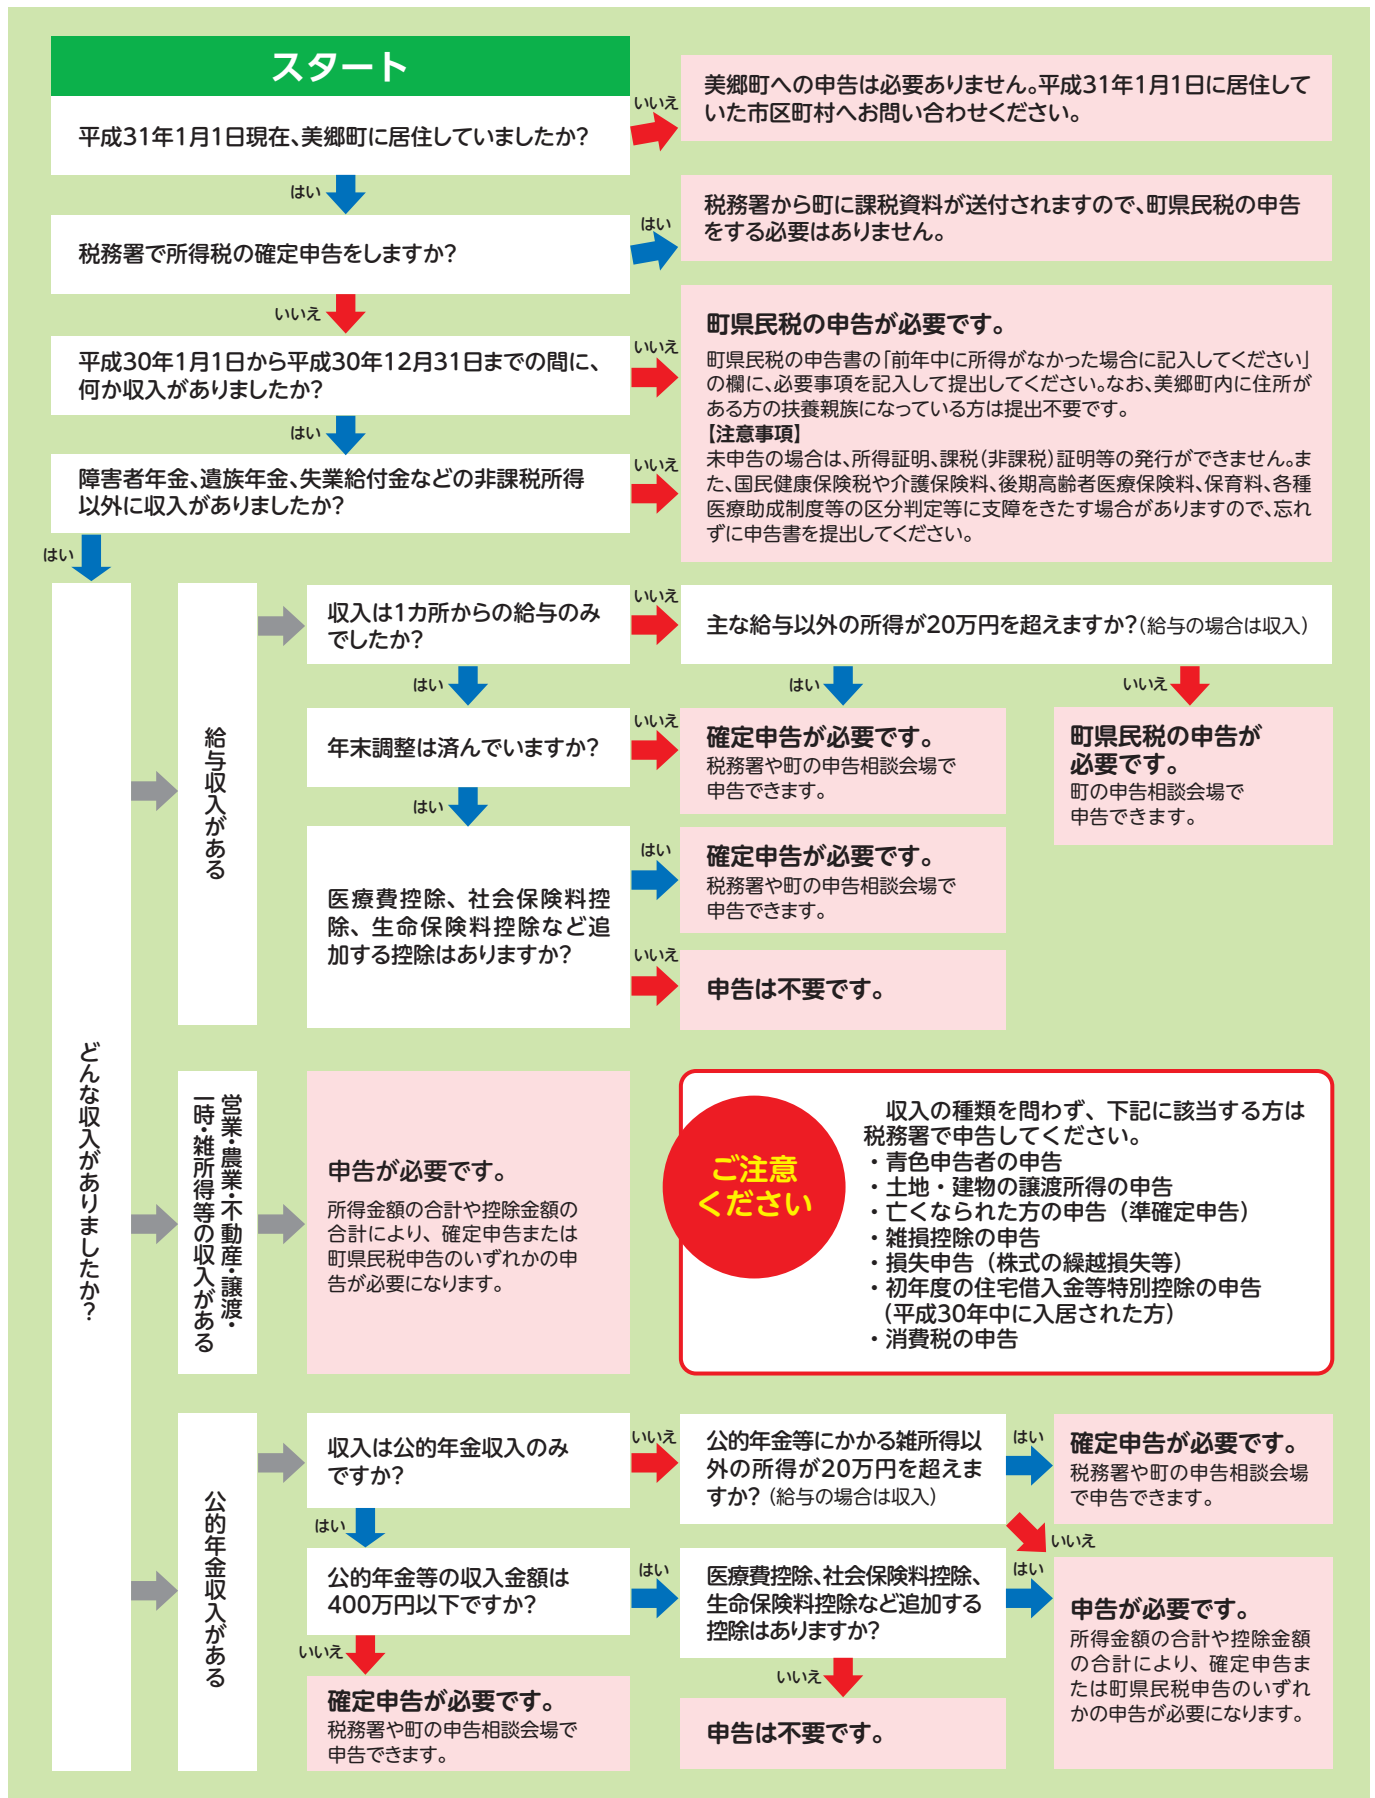 スタート
平成31年1月1日現在、美郷町に居住していましたか？
いいえ
美郷町への申告は必要ありません。平成31年1月1日に居住して
いた市区町村へお問い合わせください。
はい
税務署で所得税の確定申告をしますか？
はい
税務署から町に課税資料が送付されますので、町県民税の申告
をする必要はありません。
いいえ
平成30年1月1日から平成30年12月31日までの間に、
何か収入がありましたか？
いいえ
はい
障害者年金、遺族年金、失業給付金などの非課税所得
以外に収入がありましたか？
いいえ
町県民税の申告が必要です。
町県民税の申告書の「前年中に所得がなかった場合に記入してください」
の欄に、必要事項を記入して提出してください。なお、美郷町内に住所が
ある方の扶養親族になっている方は提出不要です。
【注意事項】
未申告の場合は、所得証明、課税（非課税）証明等の発行ができません。ま
た、国民健康保険税や介護保険料、後期高齢者医療保険料、保育料、各種
医療助成制度等の区分判定等に支障をきたす場合がありますので、忘れ
ずに申告書を提出してください。
はい
どんな収入がありましたか？
給与収入がある
収入は1カ所からの給与のみ
でしたか？
いいえ
主な給与以外の所得が20万円を超えますか？（給与の場合は収入）
はい
はい
いいえ
年末調整は済んでいますか？
いいえ
確定申告が必要です。
税務署や町の申告相談会場で
申告できます。
町県民税の申告が
必要です。
町の申告相談会場で
申告できます。
はい
医療費控除、社会保険料控
除、生命保険料控除など追
加する控除はありますか？
はい
確定申告が必要です。
税務署や町の申告相談会場で
申告できます。
いいえ
申告は不要です。
営業・農業・不動産・譲渡・
一時・雑所得等の収入がある
申告が必要です。
所得金額の合計や控除金額の
合計により、確定申告または
町県民税申告のいずれかの申
告が必要になります。
ご注意
ください
収入の種類を問わず、下記に該当する方は
税務署で申告してください。
・青色申告者の申告
・土地・建物の譲渡所得の申告
・亡くなられた方の申告（準確定申告）
・雑損控除の申告
・損失申告（株式の繰越損失等）
・初年度の住宅借入金等特別控除の申告
（平成30年中に入居された方）
・消費税の申告
公的年金収入がある
収入は公的年金収入のみ
ですか？
いいえ
公的年金等にかかる雑所得以
外の所得が20万円を超えま
すか？（給与の場合は収入）
はい
確定申告が必要です。
税務署や町の申告相談会場
で申告できます。
はい
いいえ
公的年金等の収入金額は
400万円以下ですか？
はい
医療費控除、社会保険料控除、
生命保険料控除など追加する
控除はありますか？
はい
申告が必要です。
所得金額の合計や控除金額
の合計により、確定申告ま
たは町県民税申告のいずれ
かの申告が必要になります。
いいえ
確定申告が必要です。
税務署や町の申告相談会場で
申告できます。
いいえ
申告は不要です。